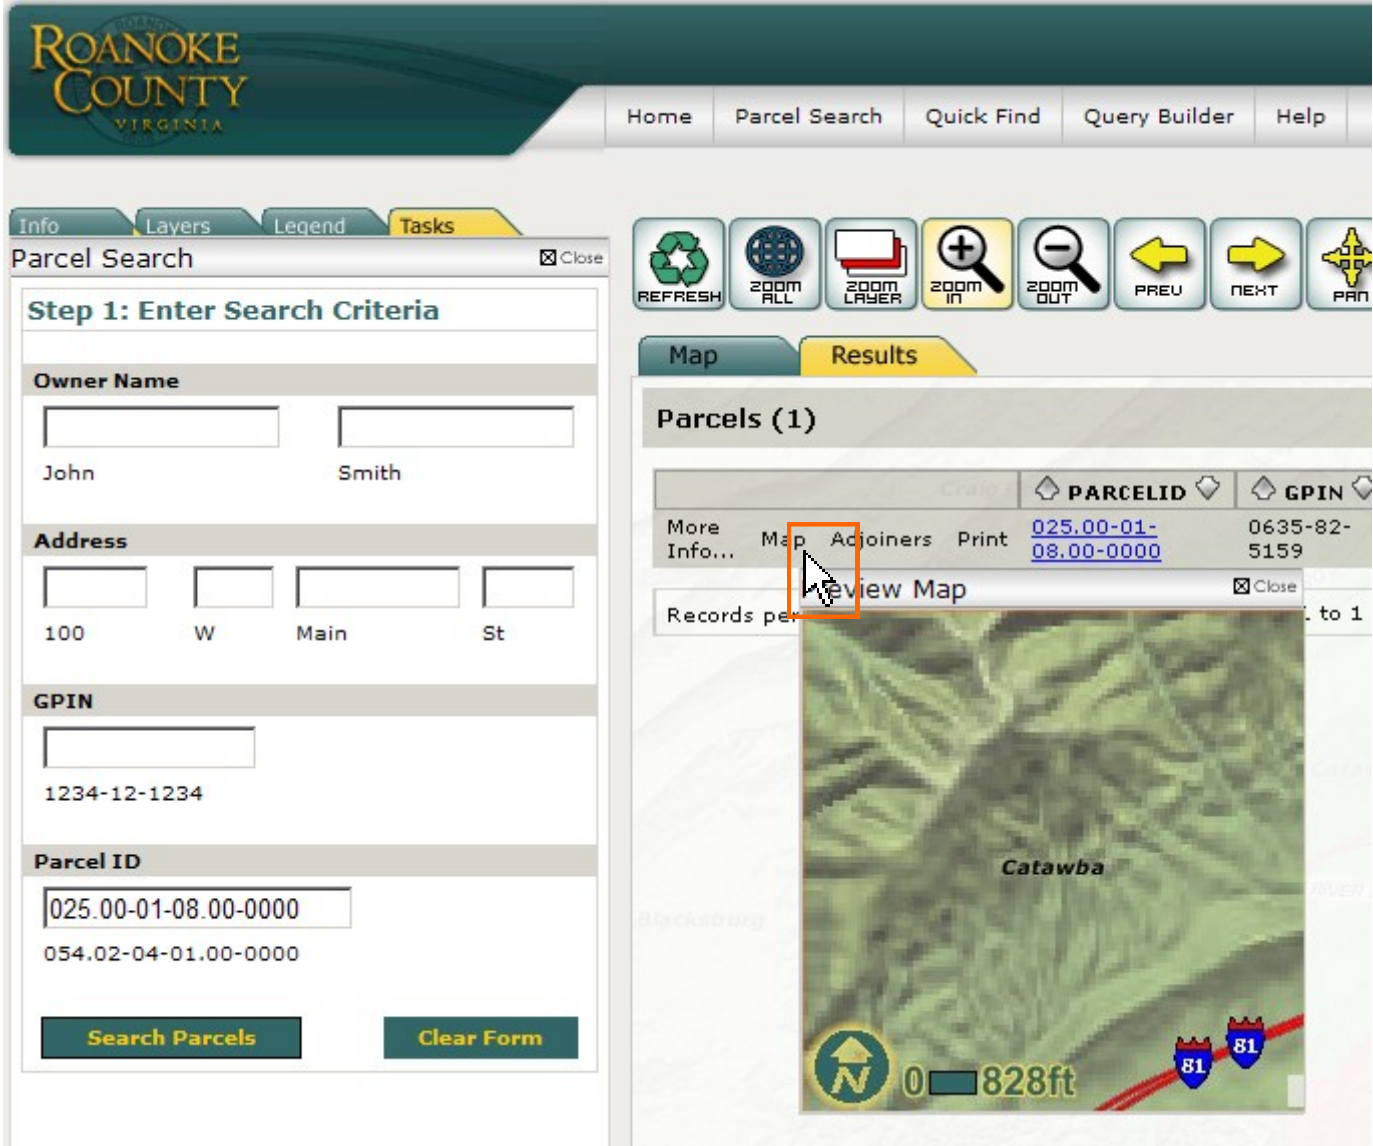 ROANOKE
COUNTY
VIRGINIA
Home Parcel Search Quick Find Query Builder Help
Info Layers Legend Tasks
Parcel Search Close
Step 1: Enter Search Criteria
Owner Name
John Smith
Address
100 W Main St
GPIN
1234-12-1234
Parcel ID
025.00-01-08.00-0000
054.02-04-01.00-0000
Search Parcels Clear Form
REFRESH ZOOM ALL ZOOM LAYER ZOOM IN ZOOM OUT PREV NEXT PAN
Map Results
Parcels (1)
PARCELID GPIN
More Info... Map Adjoiners Print 025.00-01-08.00-0000 0635-82-5159
Records per to 1
Map Close
Catawba
Blacksburg
81
81
N 0 828ft